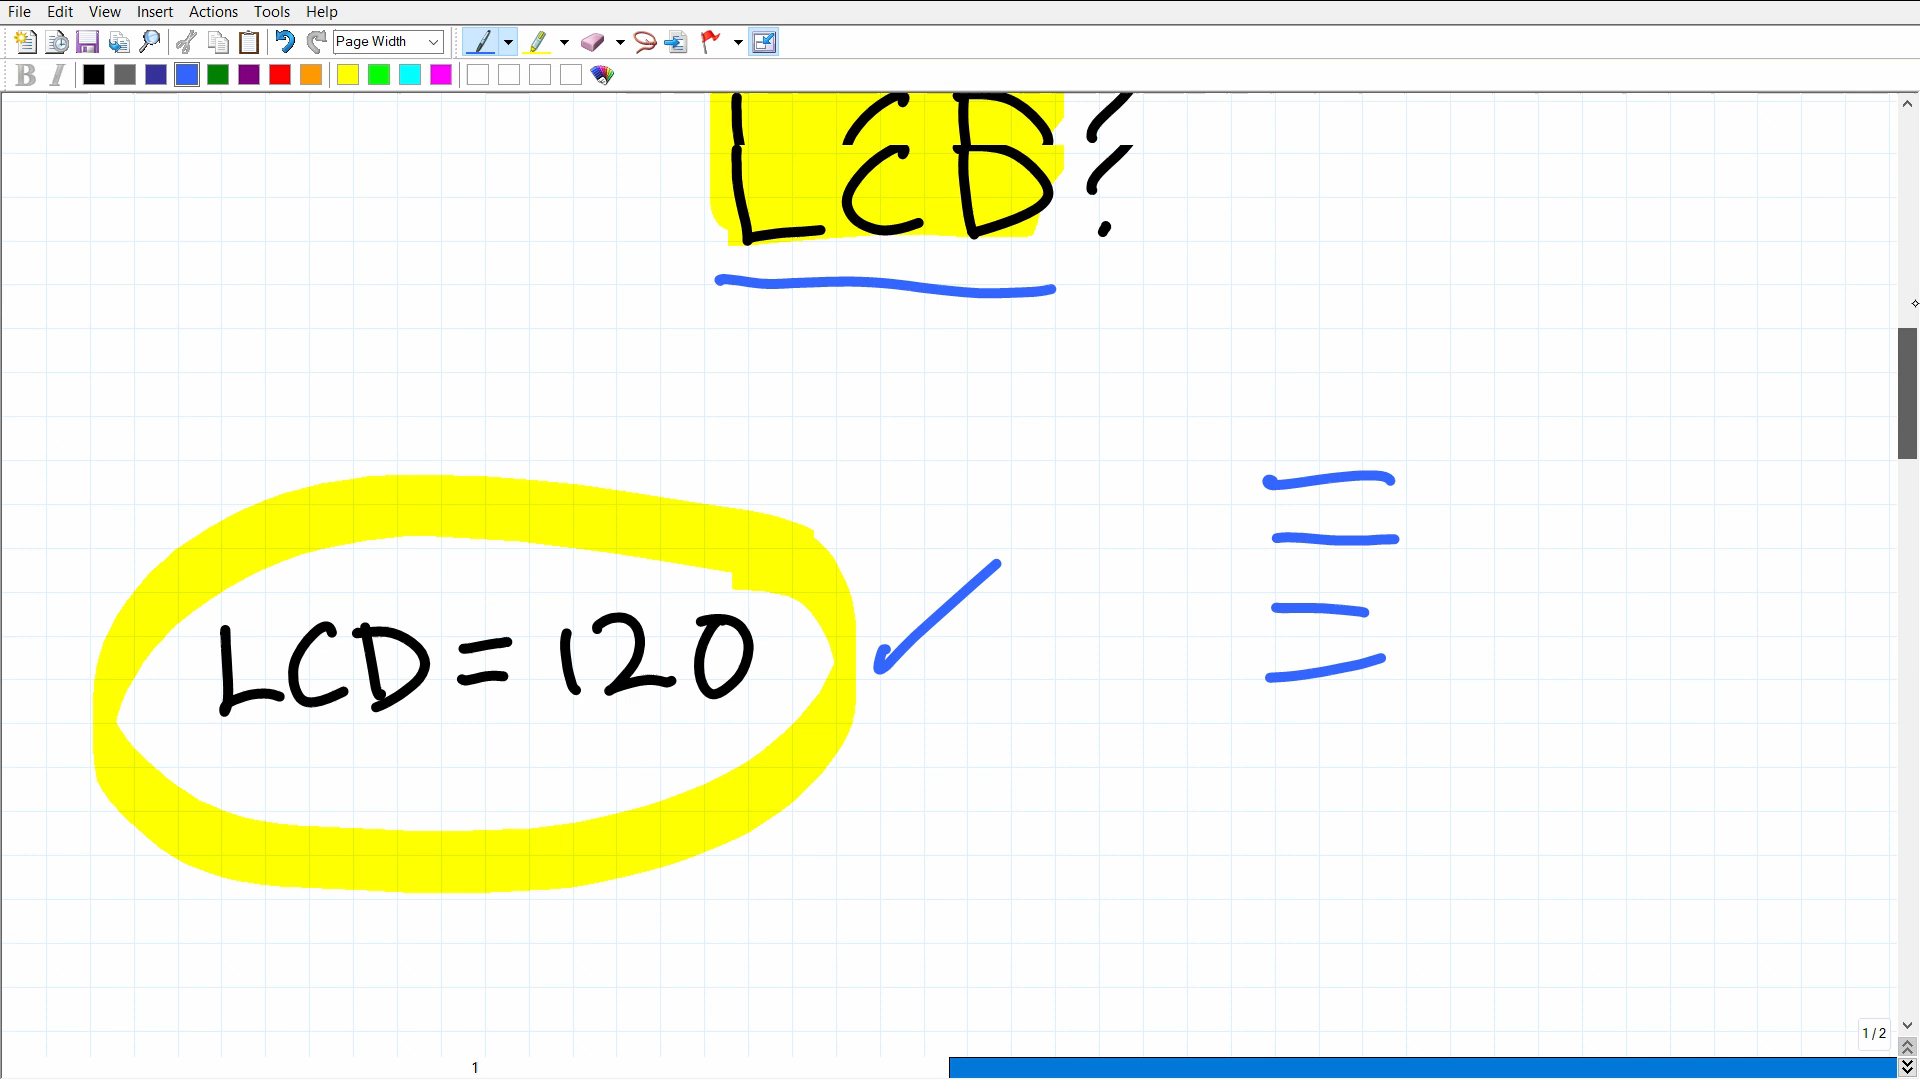 File Edit View Insert Actions Tools Help
Page Width
B I
LCD?
LCD = 120
1 / 2
1